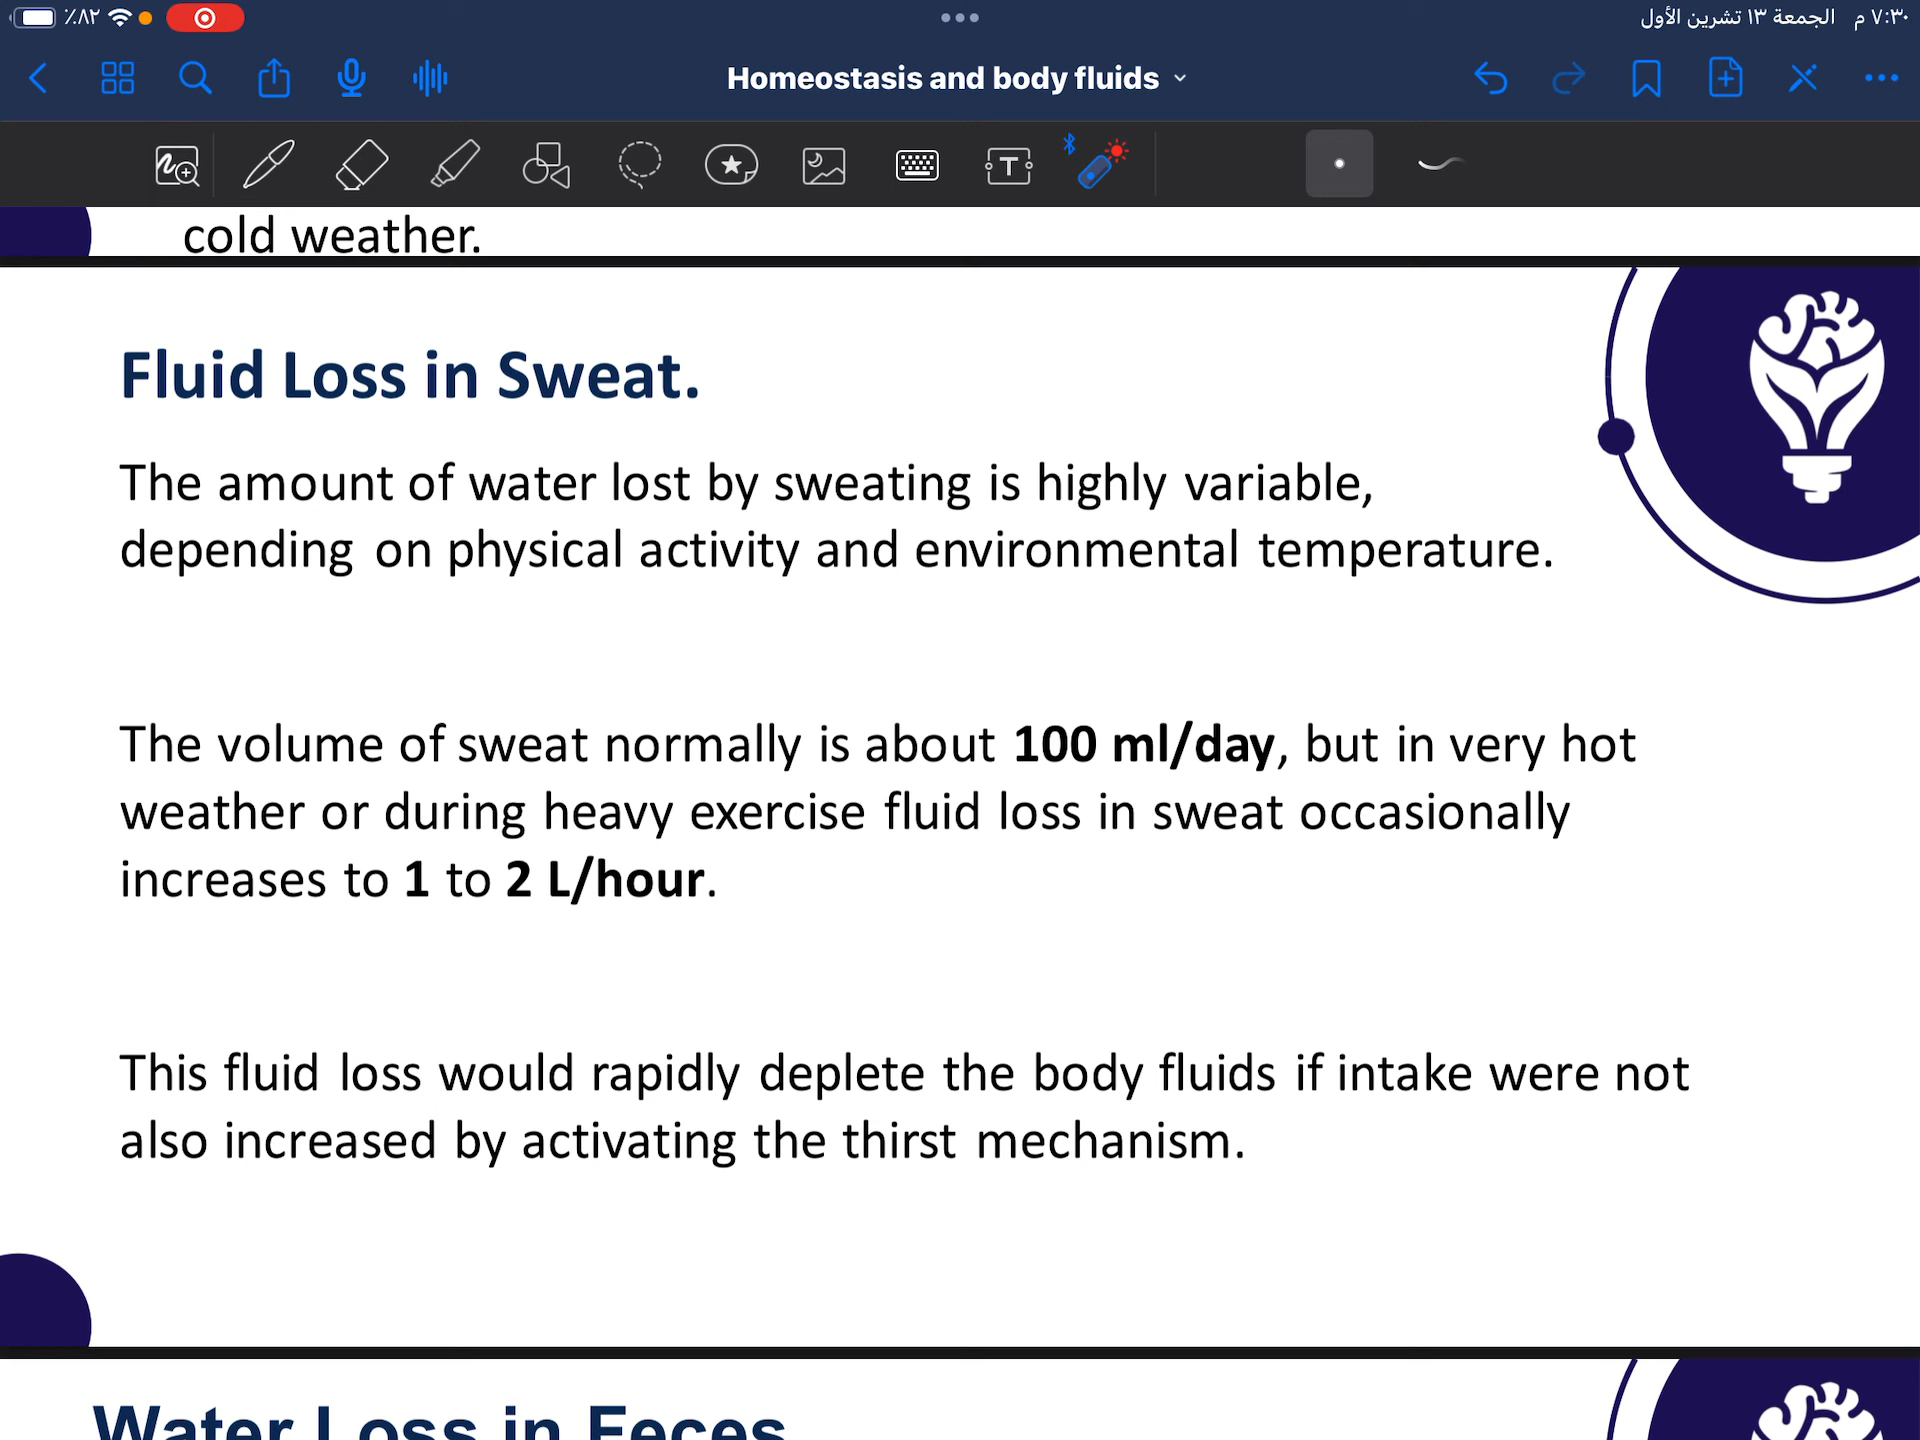 ٪٨٢
الجمعة ١٣ تشرين الأول ٧:٣٠ م
Homeostasis and body fluids
T
cold weather.
Fluid Loss in Sweat.
The amount of water lost by sweating is highly variable,
depending on physical activity and environmental temperature.
The volume of sweat normally is about 100 ml/day, but in very hot
weather or during heavy exercise fluid loss in sweat occasionally
increases to 1 to 2 L/hour.
This fluid loss would rapidly deplete the body fluids if intake were not
also increased by activating the thirst mechanism.
Water Loss in Feces